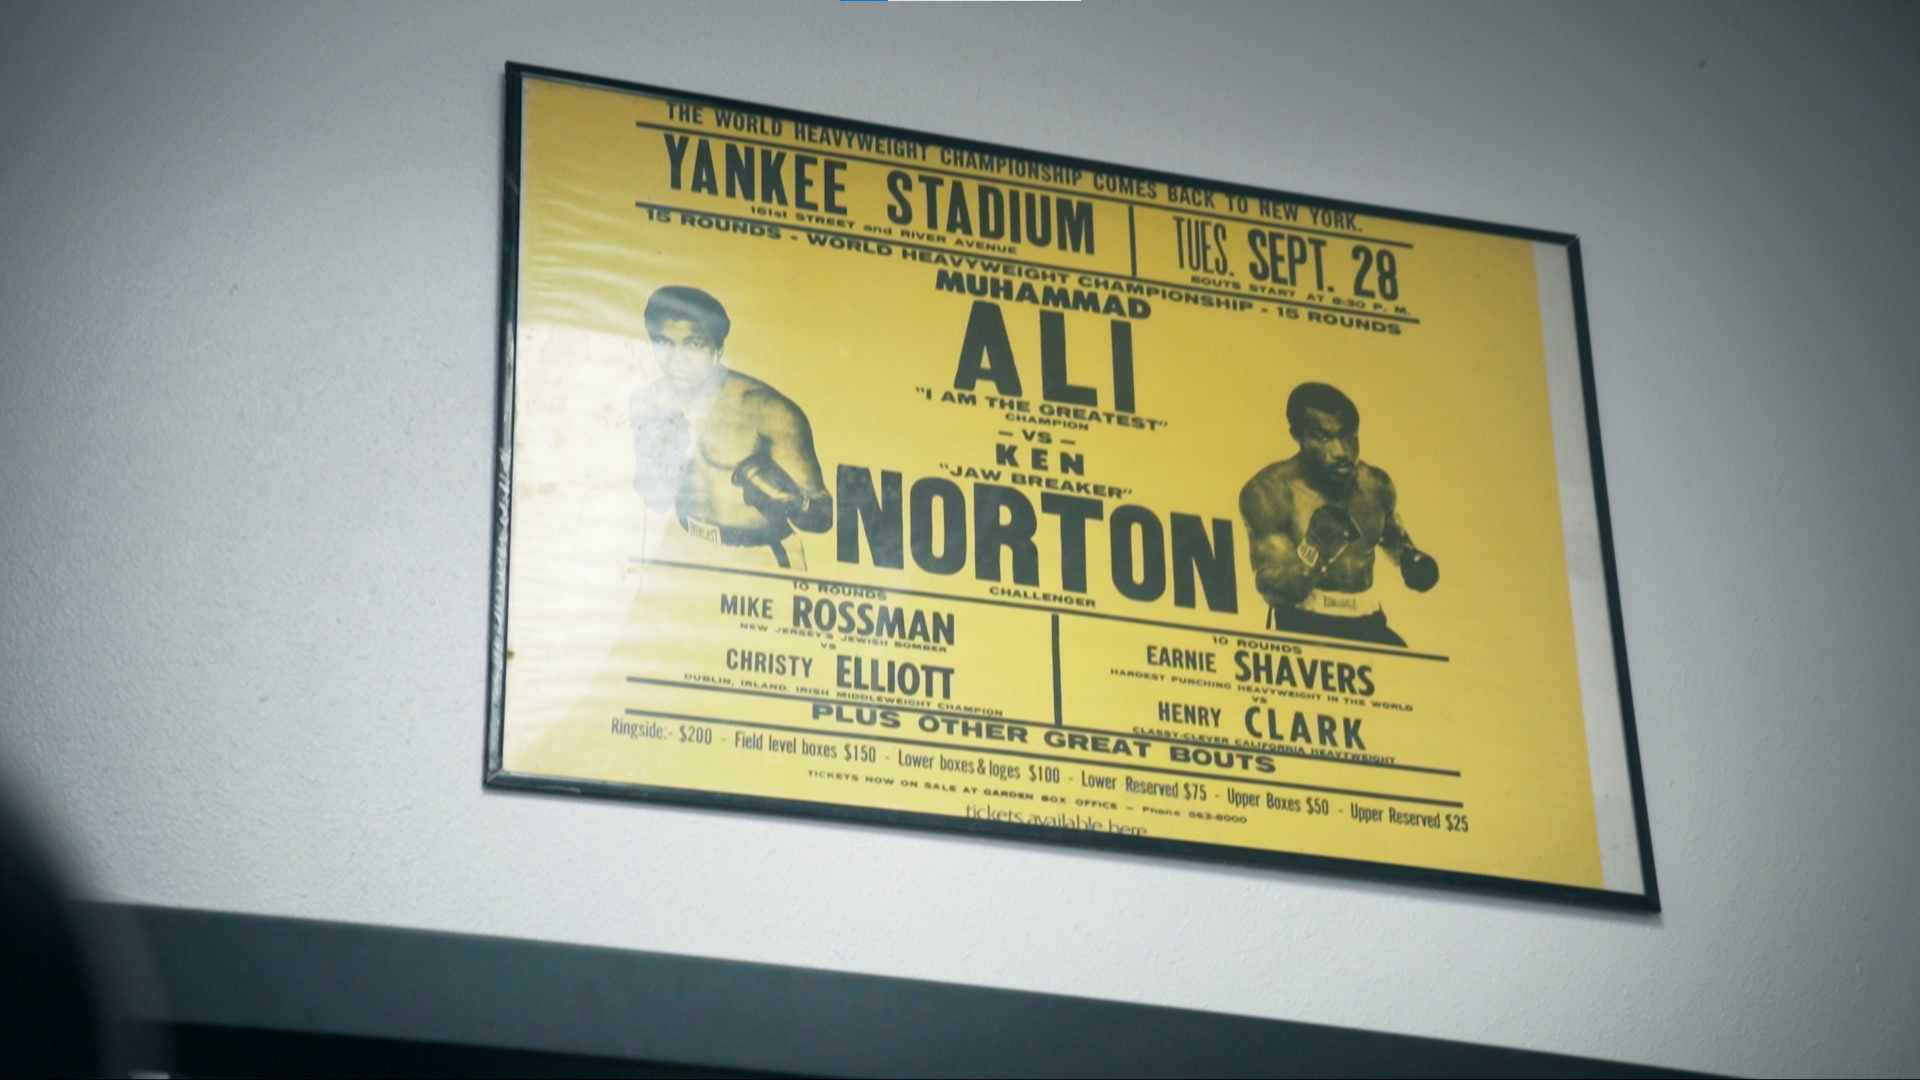 THE WORLD HEAVYWEIGHT CHAMPIONSHIP COMES BACK TO NEW YORK.
YANKEE STADIUM
161st STREET and RIVER AVENUE
TUES. SEPT. 28
BOUTS START AT 8:30 P. M.
15 ROUNDS - WORLD HEAVYWEIGHT CHAMPIONSHIP - 15 ROUNDS
MUHAMMAD
ALI
"I AM THE GREATEST"
CHAMPION
- VS -
KEN
"JAW BREAKER"
NORTON
CHALLENGER
10 ROUNDS
MIKE ROSSMAN
NEW JERSEY'S JEWISH BOMBER
VS
CHRISTY ELLIOTT
DUBLIN, IRLAND, IRISH MIDDLEWEIGHT CHAMPION
10 ROUNDS
EARNIE SHAVERS
HARDEST PUNCHING HEAVYWEIGHT IN THE WORLD
VS
HENRY CLARK
CLASSY-CLEVER CALIFORNIA HEAVYWEIGHT
PLUS OTHER GREAT BOUTS
Ringside:- $200 - Field level boxes $150 - Lower boxes & loges $100 - Lower Reserved $75 - Upper Boxes $50 - Upper Reserved $25
TICKETS NOW ON SALE AT GARDEN BOX OFFICE - Phone 563-8000
tickets available here